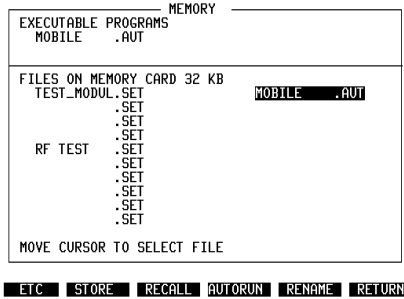 MEMORY
EXECUTABLE PROGRAMS
MOBILE .AUT
FILES ON MEMORY CARD 32 KB
TEST_MODUL.SET MOBILE .AUT
.SET
.SET
.SET
RF TEST .SET
.SET
.SET
.SET
.SET
.SET
MOVE CURSOR TO SELECT FILE
ETC STORE RECALL AUTORUN RENAME RETURN